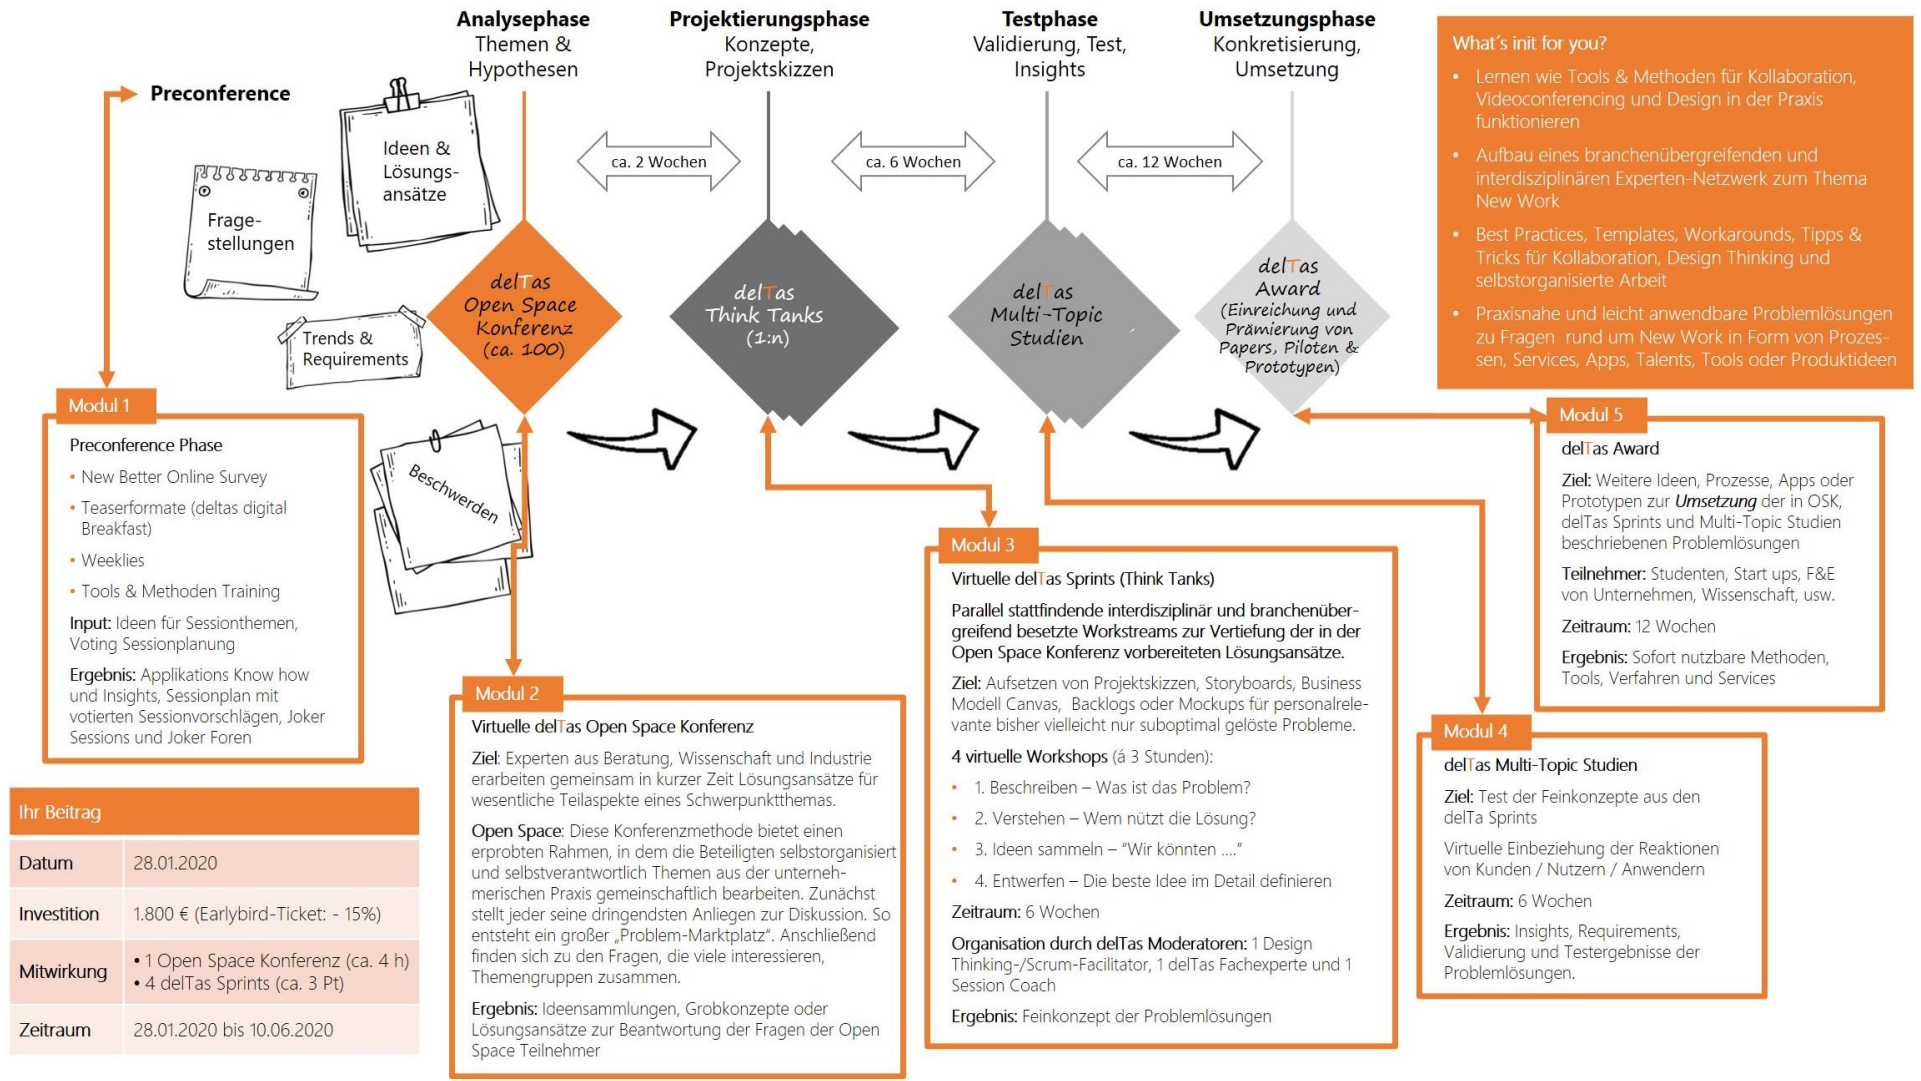 Analysephase
Themen &
Hypothesen
Projektierungsphase
Konzepte,
Projektskizzen
Testphase
Validierung, Test,
Insights
Umsetzungsphase
Konkretisierung,
Umsetzung
Preconference
Ideen &
Lösungs-
ansätze
Frage-
stellungen
Trends &
Requirements
Beschwerden
ca. 2 Wochen
ca. 6 Wochen
ca. 12 Wochen
delTas
Open Space
Konferenz
(ca. 100)
delTas
Think Tanks
(1:n)
delTas
Multi-Topic
Studien
delTas
Award
(Einreichung und
Prämierung von
Papers, Piloten &
Prototypen)
What´s init for you?
• Lernen wie Tools & Methoden für Kollaboration,
Videoconferencing und Design in der Praxis
funktionieren
• Aufbau eines branchenübergreifenden und
interdisziplinären Experten-Netzwerk zum Thema
New Work
• Best Practices, Templates, Workarounds, Tipps &
Tricks für Kollaboration, Design Thinking und
selbstorganisierte Arbeit
• Praxisnahe und leicht anwendbare Problemlösungen
zu Fragen rund um New Work in Form von Prozes-
sen, Services, Apps, Talents, Tools oder Produktideen
Modul 1
Preconference Phase
• New Better Online Survey
• Teaserformate (deltas digital
Breakfast)
• Weeklies
• Tools & Methoden Training
Input: Ideen für Sessionthemen,
Voting Sessionplanung
Ergebnis: Applikations Know how
und Insights, Sessionplan mit
votierten Sessionvorschlägen, Joker
Sessions und Joker Foren
Ihr Beitrag
Datum 28.01.2020
Investition 1.800 € (Earlybird-Ticket: - 15%)
Mitwirkung • 1 Open Space Konferenz (ca. 4 h)
• 4 delTas Sprints (ca. 3 Pt)
Zeitraum 28.01.2020 bis 10.06.2020
Modul 2
Virtuelle delTas Open Space Konferenz
Ziel: Experten aus Beratung, Wissenschaft und Industrie
erarbeiten gemeinsam in kurzer Zeit Lösungsansätze für
wesentliche Teilaspekte eines Schwerpunktthemas.
Open Space: Diese Konferenzmethode bietet einen
erprobten Rahmen, in dem die Beteiligten selbstorganisiert
und selbstverantwortlich Themen aus der unterneh-
merischen Praxis gemeinschaftlich bearbeiten. Zunächst
stellt jeder seine dringendsten Anliegen zur Diskussion. So
entsteht ein großer „Problem-Marktplatz“. Anschließend
finden sich zu den Fragen, die viele interessieren,
Themengruppen zusammen.
Ergebnis: Ideensammlungen, Grobkonzepte oder
Lösungsansätze zur Beantwortung der Fragen der Open
Space Teilnehmer
Modul 3
Virtuelle delTas Sprints (Think Tanks)
Parallel stattfindende interdisziplinär und branchenüber-
greifend besetzte Workstreams zur Vertiefung der in der
Open Space Konferenz vorbereiteten Lösungsansätze.
Ziel: Aufsetzen von Projektskizzen, Storyboards, Business
Modell Canvas, Backlogs oder Mockups für personalrele-
vante bisher vielleicht nur suboptimal gelöste Probleme.
4 virtuelle Workshops (á 3 Stunden):
• 1. Beschreiben – Was ist das Problem?
• 2. Verstehen – Wem nützt die Lösung?
• 3. Ideen sammeln – “Wir könnten ....”
• 4. Entwerfen – Die beste Idee im Detail definieren
Zeitraum: 6 Wochen
Organisation durch delTas Moderatoren: 1 Design
Thinking-/Scrum-Facilitator, 1 delTas Fachexperte und 1
Session Coach
Ergebnis: Feinkonzept der Problemlösungen
Modul 5
delTas Award
Ziel: Weitere Ideen, Prozesse, Apps oder
Prototypen zur Umsetzung der in OSK,
delTas Sprints und Multi-Topic Studien
beschriebenen Problemlösungen
Teilnehmer: Studenten, Start ups, F&E
von Unternehmen, Wissenschaft, usw.
Zeitraum: 12 Wochen
Ergebnis: Sofort nutzbare Methoden,
Tools, Verfahren und Services
Modul 4
delTas Multi-Topic Studien
Ziel: Test der Feinkonzepte aus den
delTa Sprints
Virtuelle Einbeziehung der Reaktionen
von Kunden / Nutzern / Anwendern
Zeitraum: 6 Wochen
Ergebnis: Insights, Requirements,
Validierung und Testergebnisse der
Problemlösungen.